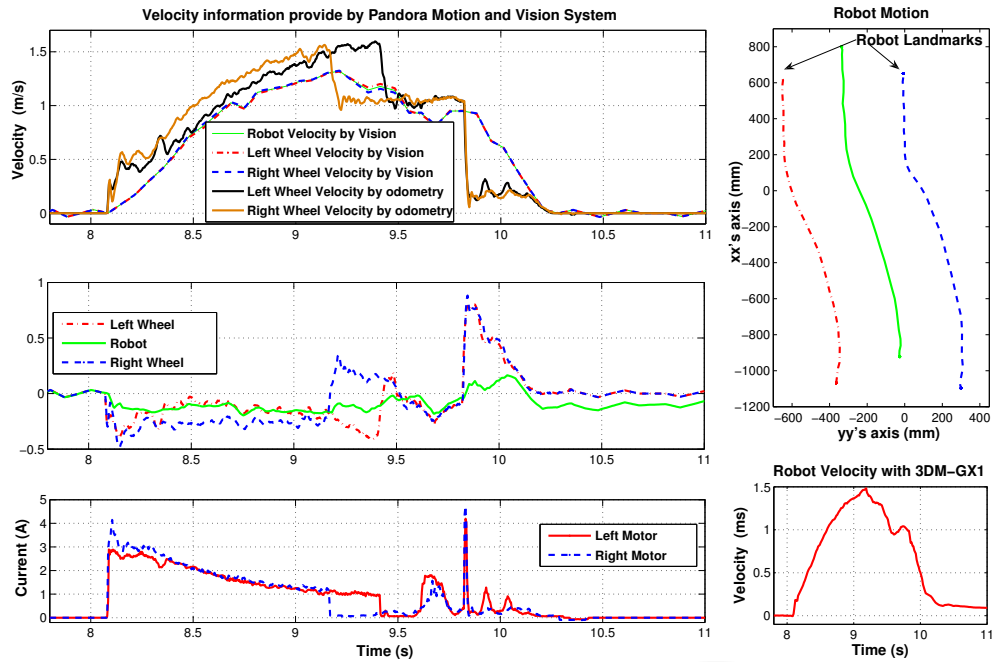 Velocity information provide by Pandora Motion and Vision System
Velocity (m/s)
1.5
1
0.5
0
Robot Velocity by Vision
Left Wheel Velocity by Vision
Right Wheel Velocity by Vision
Left Wheel Velocity by odometry
Right Wheel Velocity by odometry
8 8.5 9 9.5 10 10.5 11
1
0.5
0
−0.5
Left Wheel
Robot
Right Wheel
8 8.5 9 9.5 10 10.5 11
Current (A)
5
4
3
2
1
0
Left Motor
Right Motor
8 8.5 9 9.5 10 10.5 11
Time (s)
Robot Motion
Robot Landmarks
xx's axis (mm)
800
600
400
200
0
−200
−400
−600
−800
−1000
−1200
−600 −400 −200 0 200 400
yy's axis (mm)
Robot Velocity with 3DM−GX1
Velocity (ms)
1.5
1
0.5
0
8 9 10 11
Time (s)